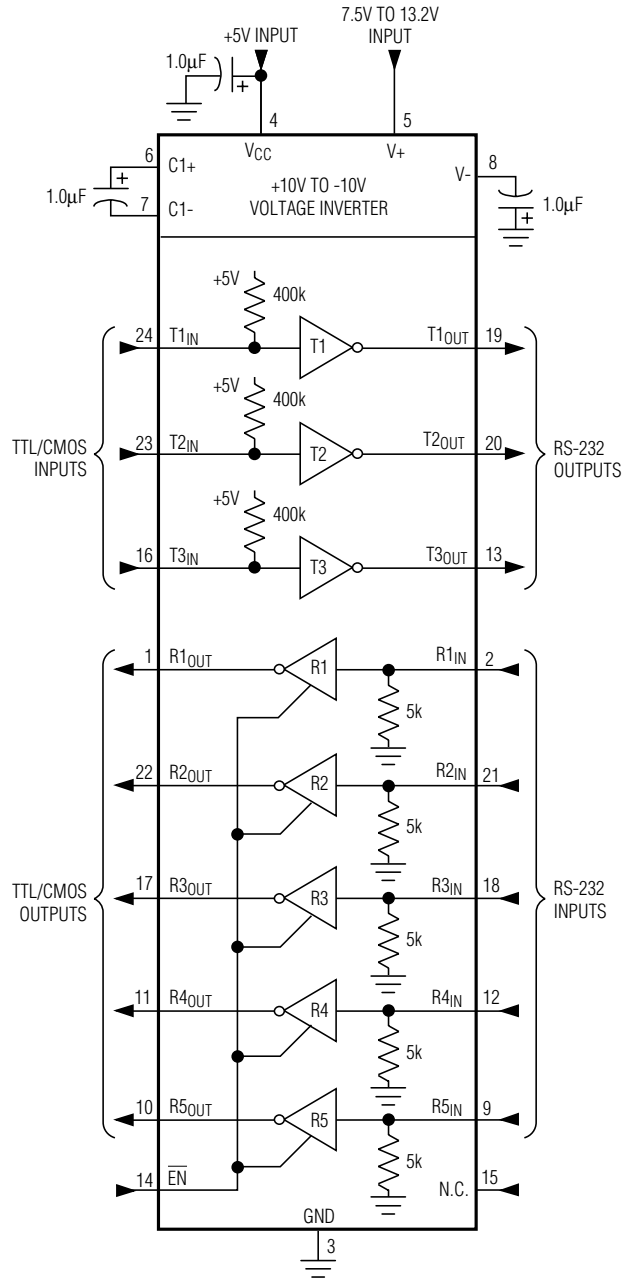 7.5V TO 13.2V
INPUT
+5V INPUT
1.0µF
+
4
5
6
C1+
VCC
V+
8
V-
+
1.0µF
7
C1-
+10V TO -10V
VOLTAGE INVERTER
1.0µF
+
+5V
400k
24
T1IN
T1
T1OUT
19
+5V
400k
TTL/CMOS
INPUTS
23
T2IN
T2
T2OUT
20
RS-232
OUTPUTS
+5V
400k
16
T3IN
T3
T3OUT
13
1
R1OUT
R1
R1IN
2
5k
22
R2OUT
R2
R2IN
21
5k
TTL/CMOS
OUTPUTS
17
R3OUT
R3
R3IN
18
RS-232
INPUTS
5k
11
R4OUT
R4
R4IN
12
5k
10
R5OUT
R5
R5IN
9
5k
14
EN
N.C.
15
GND
3